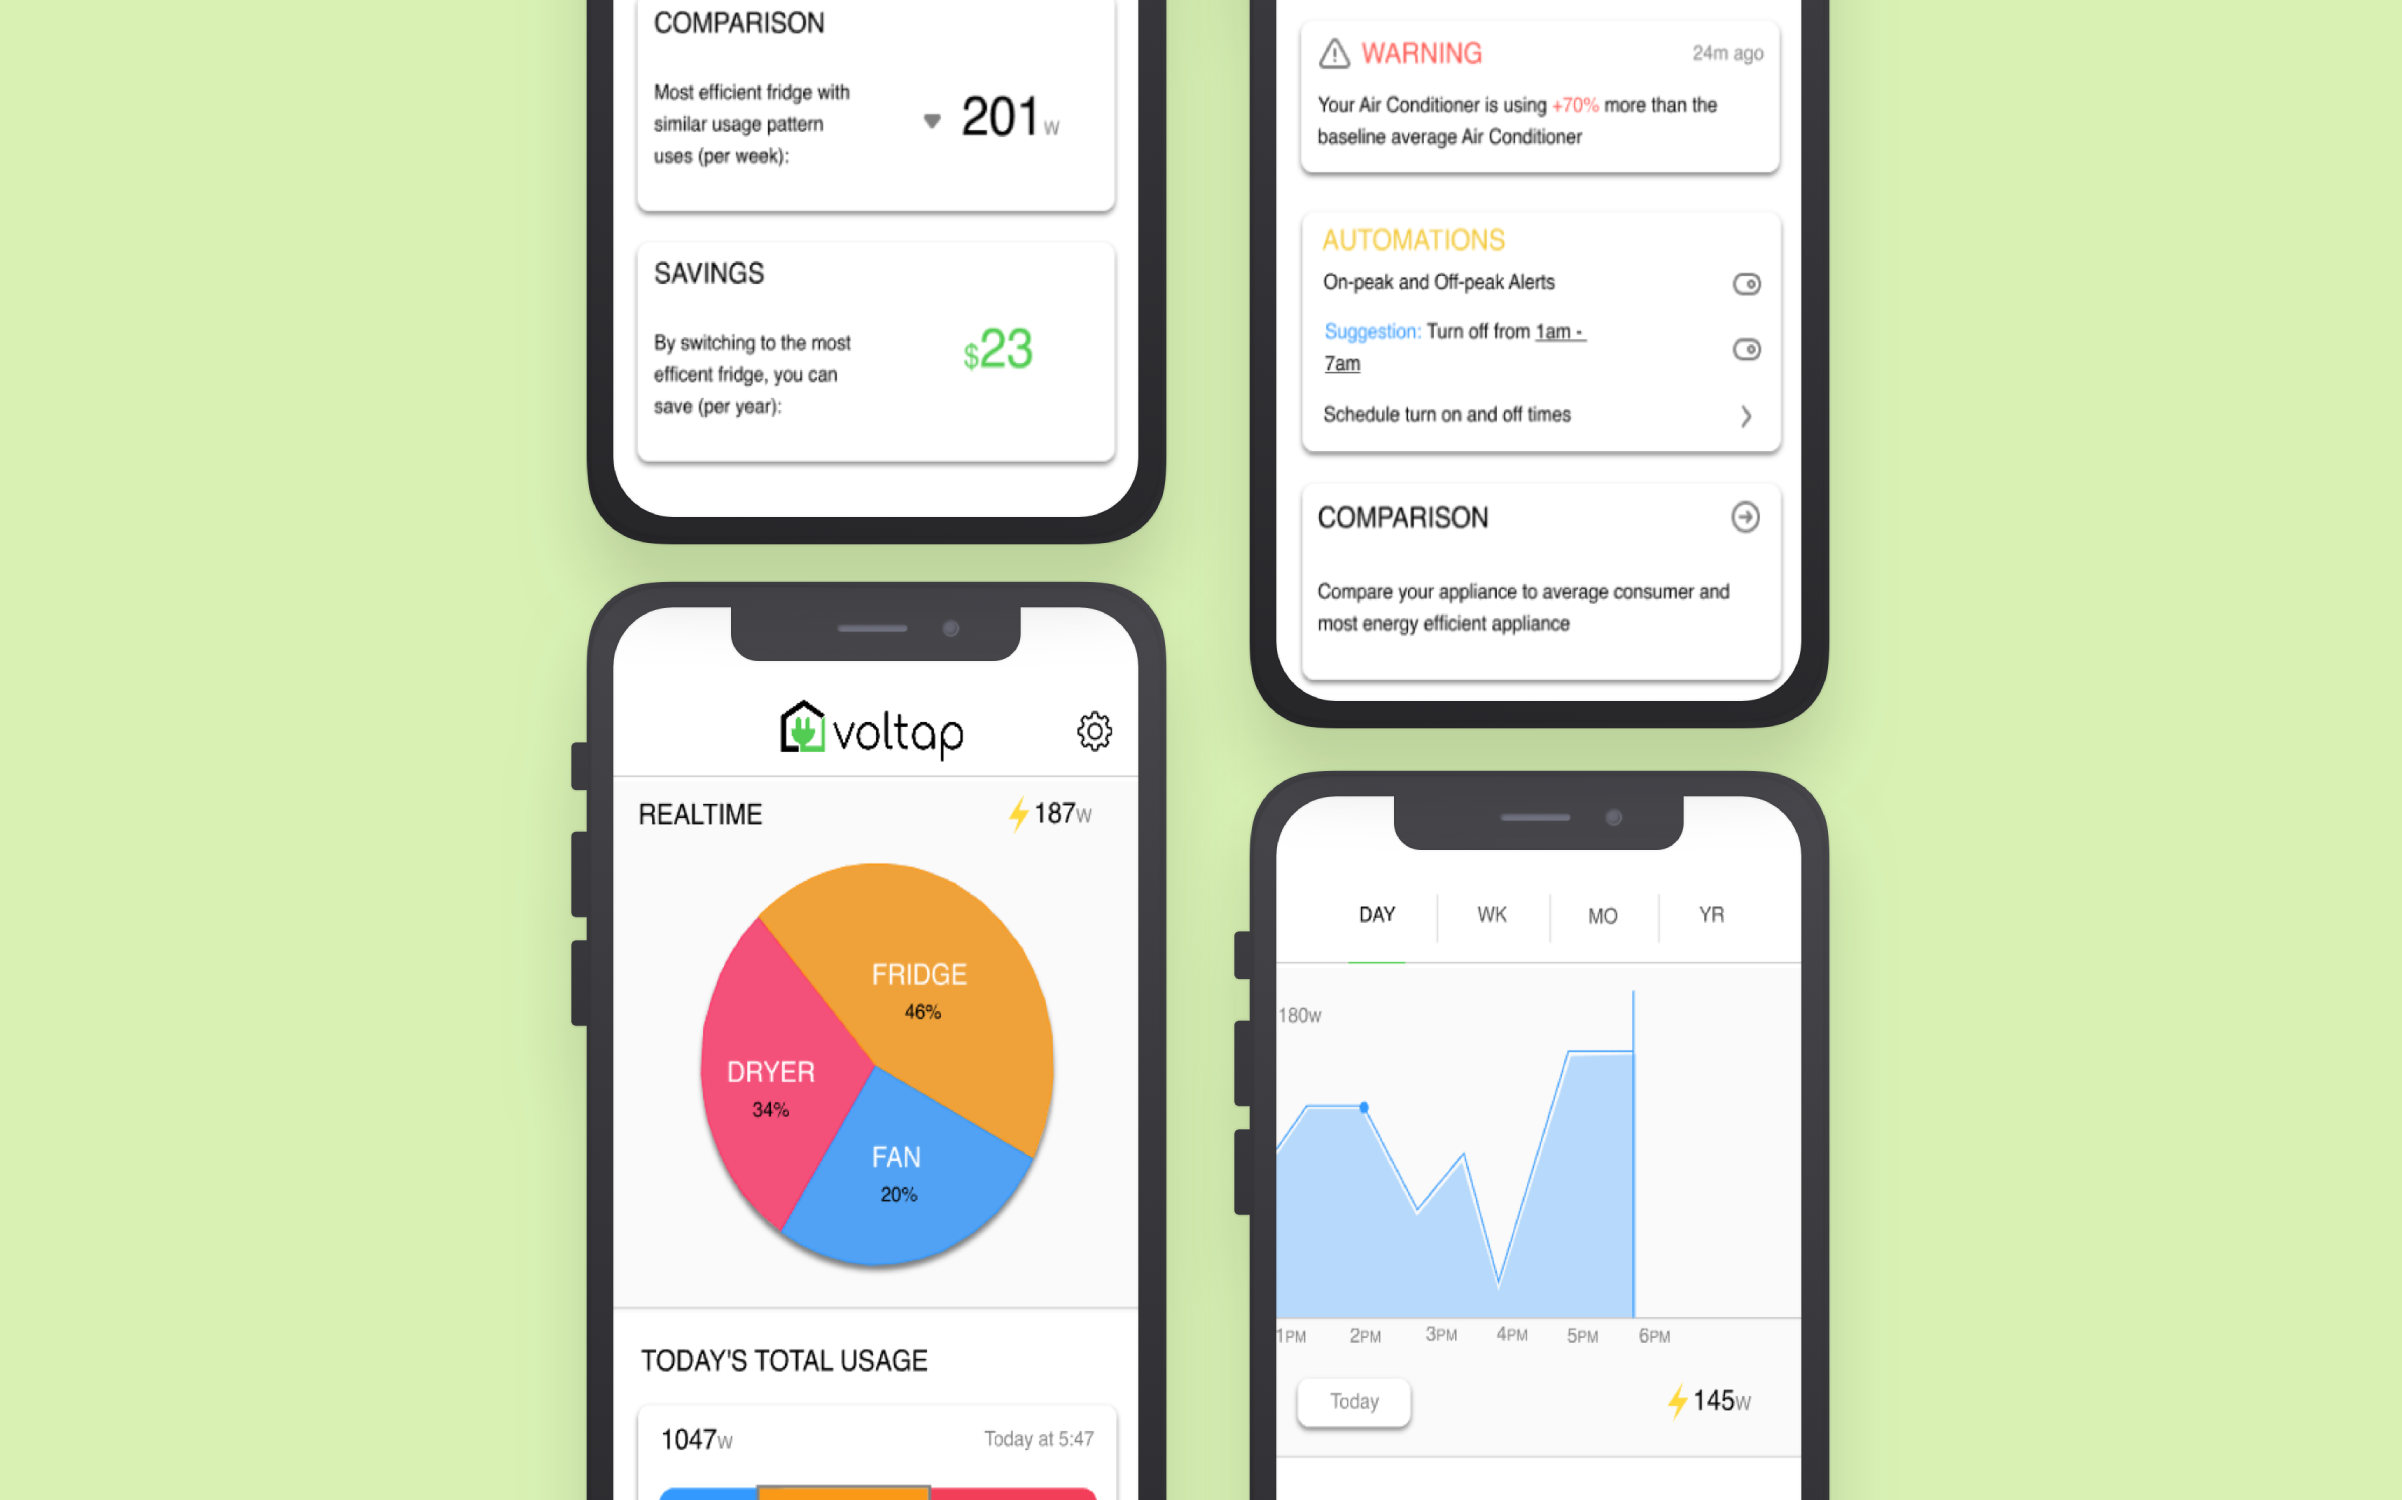 COMPARISON
Most efficient fridge with
similar usage pattern
uses (per week):
201W
SAVINGS
By switching to the most
efficent fridge, you can
save (per year):
$23
voltap
REALTIME
187W
FRIDGE
46%
DRYER
34%
FAN
20%
TODAY'S TOTAL USAGE
1047W
Today at 5:47
WARNING
24m ago
Your Air Conditioner is using +70% more than the
baseline average Air Conditioner
AUTOMATIONS
On-peak and Off-peak Alerts
Suggestion: Turn off from 1am -
7am
Schedule turn on and off times
COMPARISON
Compare your appliance to average consumer and
most energy efficient appliance
DAY WK MO YR
180W
1PM 2PM 3PM 4PM 5PM 6PM
Today
145W